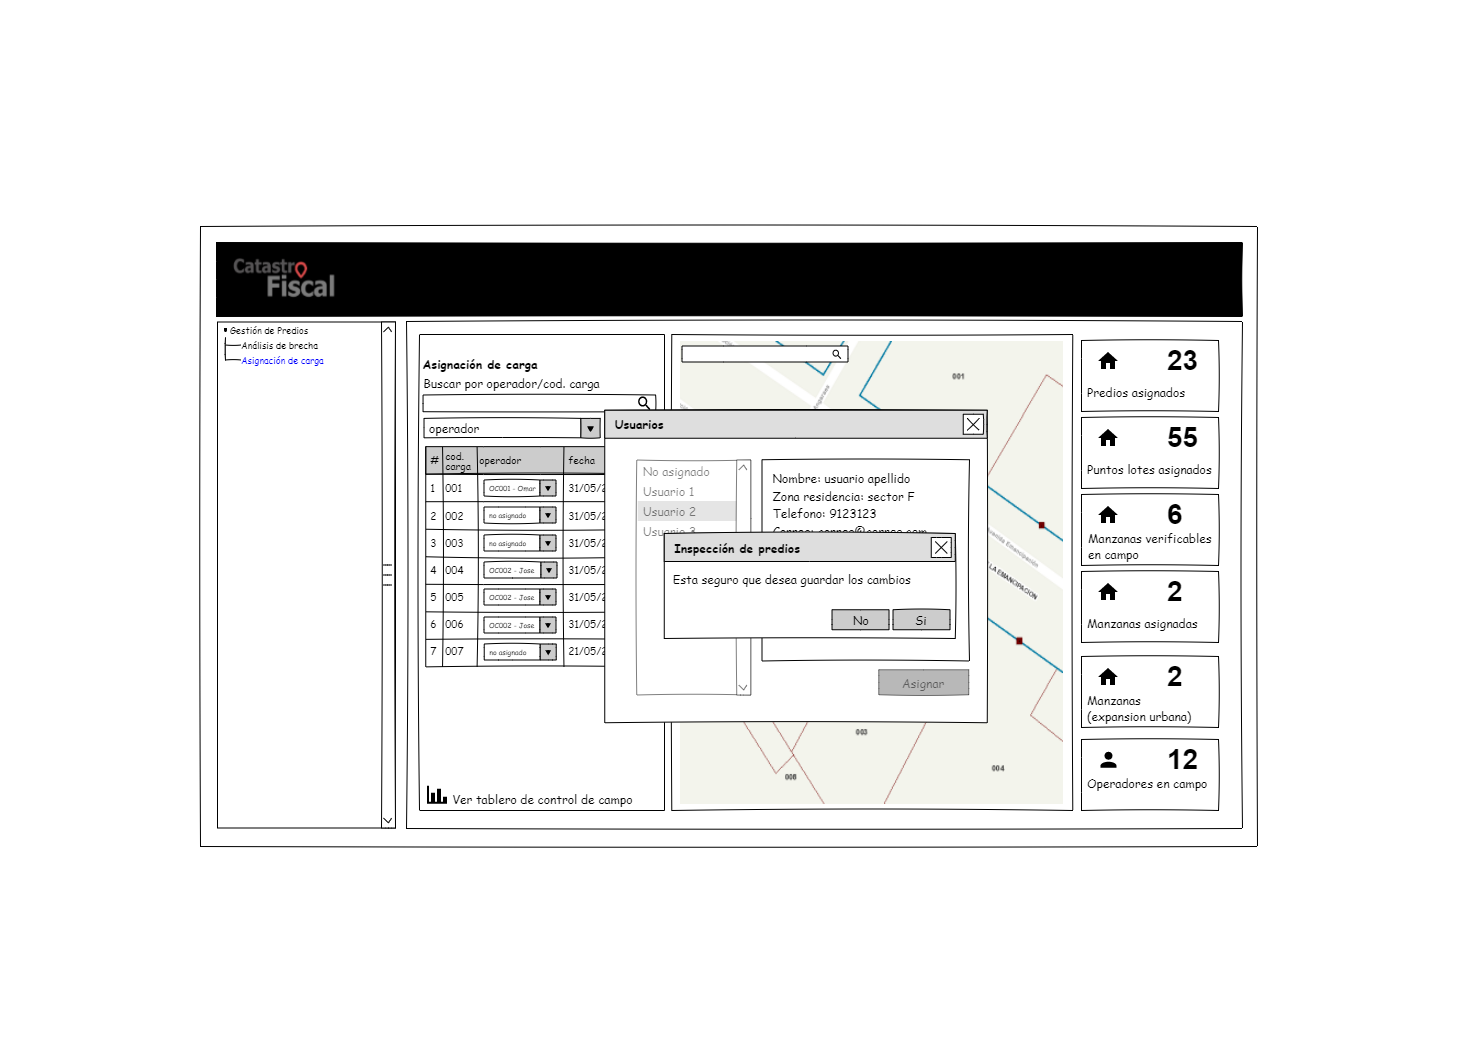 Catastro
Fiscal
Gestión de Predios
Análisis de brecha
Asignación de carga
Asignación de carga
Buscar por operador/cod. carga
operador
# cod. carga operador fecha
1 001 OC001 - Omar 31/05/2
2 002 no asignado 31/05/2
3 003 no asignado 31/05/2
4 004 OC002 - Jose 31/05/2
5 005 OC002 - Jose 31/05/2
6 006 OC002 - Jose 31/05/2
7 007 no asignado 21/05/2
Ver tablero de control de campo
Angaraes
001
Usuarios
No asignado
Usuario 1
Usuario 2
Usuario 3
Nombre: usuario apellido
Zona residencia: sector F
Telefono: 9123123
Correo: correo@correo.com
Inspección de predios
Esta seguro que desea guardar los cambios
No Si
Asignar
Emancipación
LA EMANCIPACION
003
004
008
23
Predios asignados
55
Puntos lotes asignados
6
Manzanas verificables
en campo
2
Manzanas asignadas
2
Manzanas
(expansion urbana)
12
Operadores en campo